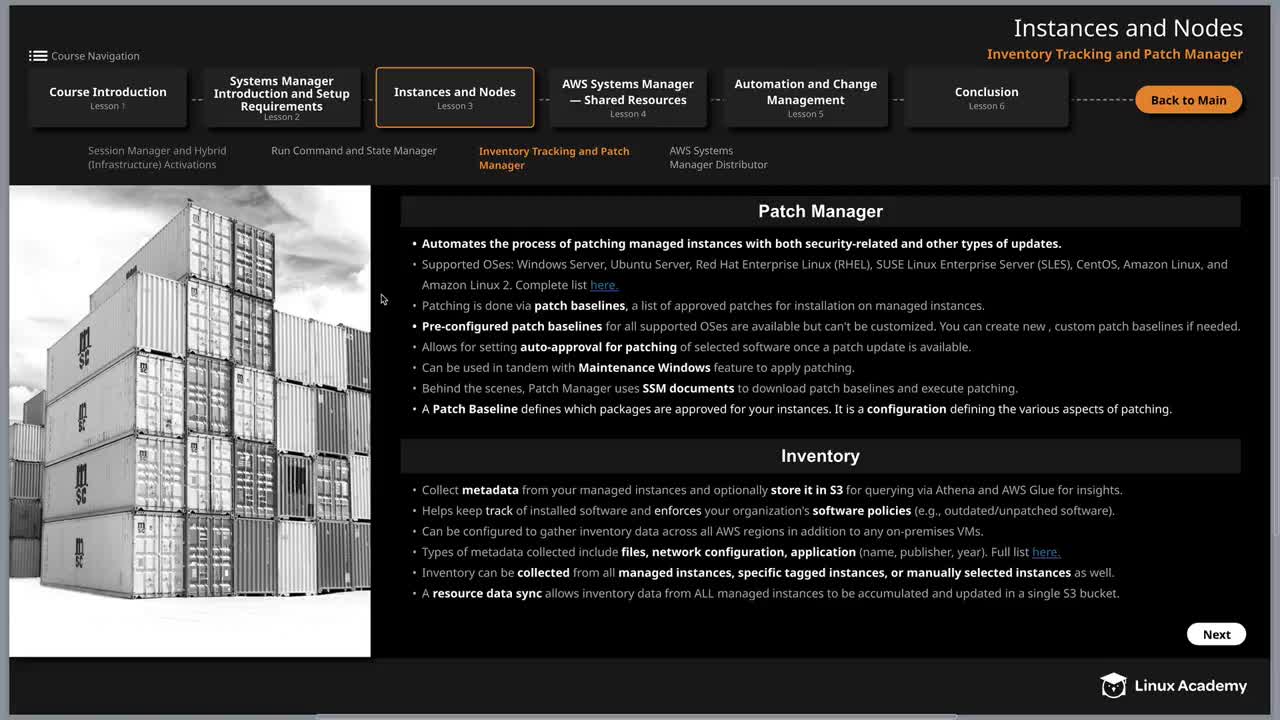 Instances and Nodes
Inventory Tracking and Patch Manager
Course Navigation
Course Introduction
Lesson 1
Systems Manager
Introduction and Setup
Requirements
Lesson 2
Instances and Nodes
Lesson 3
AWS Systems Manager
— Shared Resources
Lesson 4
Automation and Change
Management
Lesson 5
Conclusion
Lesson 6
Back to Main
Session Manager and Hybrid
(Infrastructure) Activations
Run Command and State Manager
Inventory Tracking and Patch
Manager
AWS Systems
Manager Distributor
Patch Manager
• Automates the process of patching managed instances with both security-related and other types of updates.
• Supported OSes: Windows Server, Ubuntu Server, Red Hat Enterprise Linux (RHEL), SUSE Linux Enterprise Server (SLES), CentOS, Amazon Linux, and
Amazon Linux 2. Complete list here.
• Patching is done via patch baselines, a list of approved patches for installation on managed instances.
• Pre-configured patch baselines for all supported OSes are available but can't be customized. You can create new , custom patch baselines if needed.
• Allows for setting auto-approval for patching of selected software once a patch update is available.
• Can be used in tandem with Maintenance Windows feature to apply patching.
• Behind the scenes, Patch Manager uses SSM documents to download patch baselines and execute patching.
• A Patch Baseline defines which packages are approved for your instances. It is a configuration defining the various aspects of patching.
Inventory
• Collect metadata from your managed instances and optionally store it in S3 for querying via Athena and AWS Glue for insights.
• Helps keep track of installed software and enforces your organization's software policies (e.g., outdated/unpatched software).
• Can be configured to gather inventory data across all AWS regions in addition to any on-premises VMs.
• Types of metadata collected include files, network configuration, application (name, publisher, year). Full list here.
• Inventory can be collected from all managed instances, specific tagged instances, or manually selected instances as well.
• A resource data sync allows inventory data from ALL managed instances to be accumulated and updated in a single S3 bucket.
Next
Linux Academy
m
sc
m
sc
m
sc
m
sc